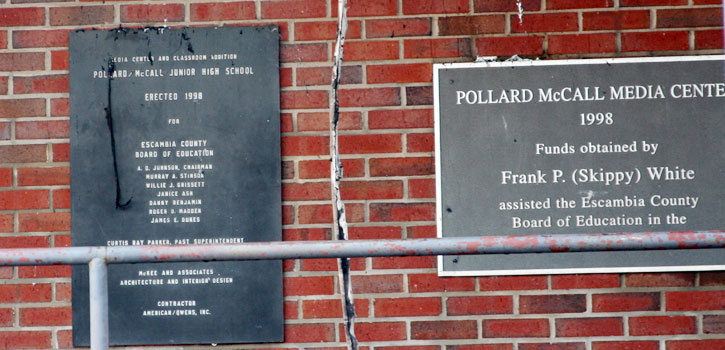 MEDIA CENTER AND CLASSROOM ADDITION
POLLARD/MCCALL JUNIOR HIGH SCHOOL
ERECTED 1998
FOR
ESCAMBIA COUNTY
BOARD OF EDUCATION
A. D. JOHNSON, CHAIRMAN
MURRAY A. STINSON
WILLIE J. GRISSETT
JANICE ASH
DANNY BENJAMIN
ROGER D. MADDEN
JAMES E. DUKES
CURTIS RAY PARKER, PAST SUPERINTENDENT
MCKEE AND ASSOCIATES
ARCHITECTURE AND INTERIOR DESIGN
CONTRACTOR
AMERICAN/OWENS, INC.
POLLARD McCALL MEDIA CENTE
1998
Funds obtained by
Frank P. (Skippy) White
assisted the Escambia County
Board of Education in the